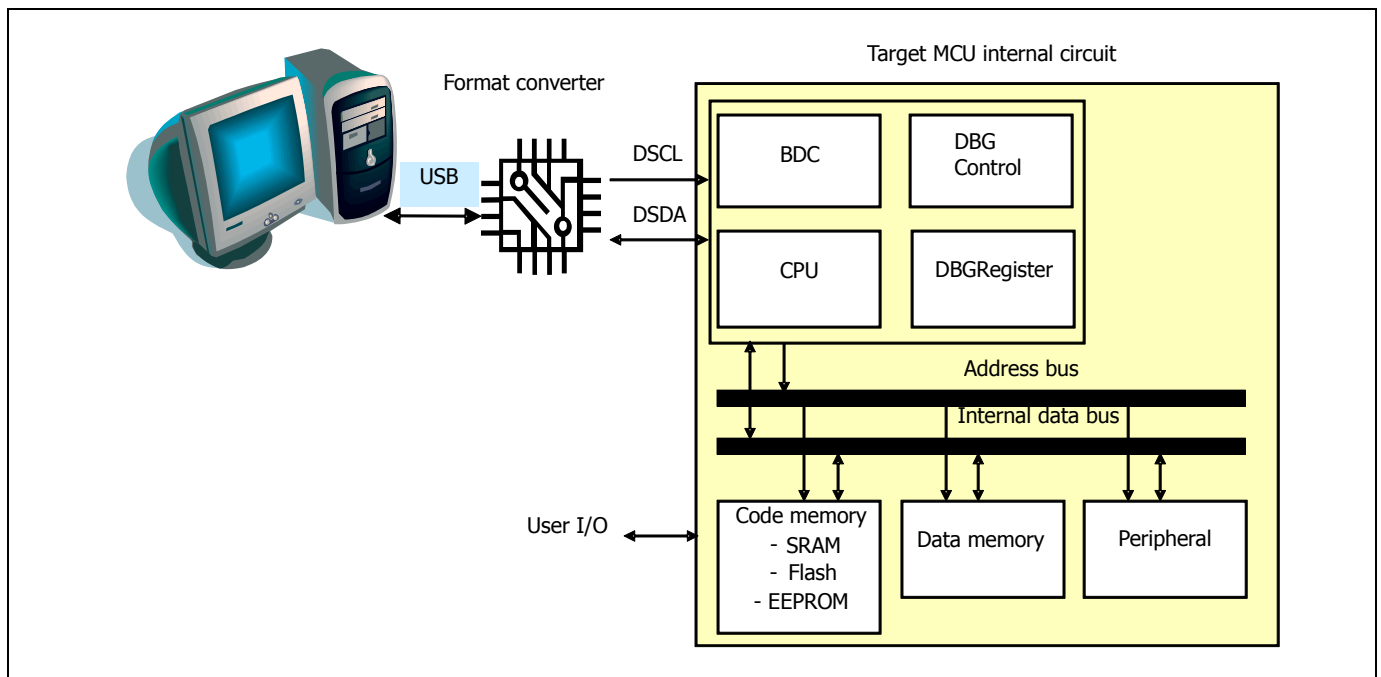 Target MCU internal circuit
Format converter
USB
DSCL
DSDA
BDC
DBG
Control
CPU
DBGRegister
Address bus
Internal data bus
User I/O
Code memory
- SRAM
- Flash
- EEPROM
Data memory
Peripheral